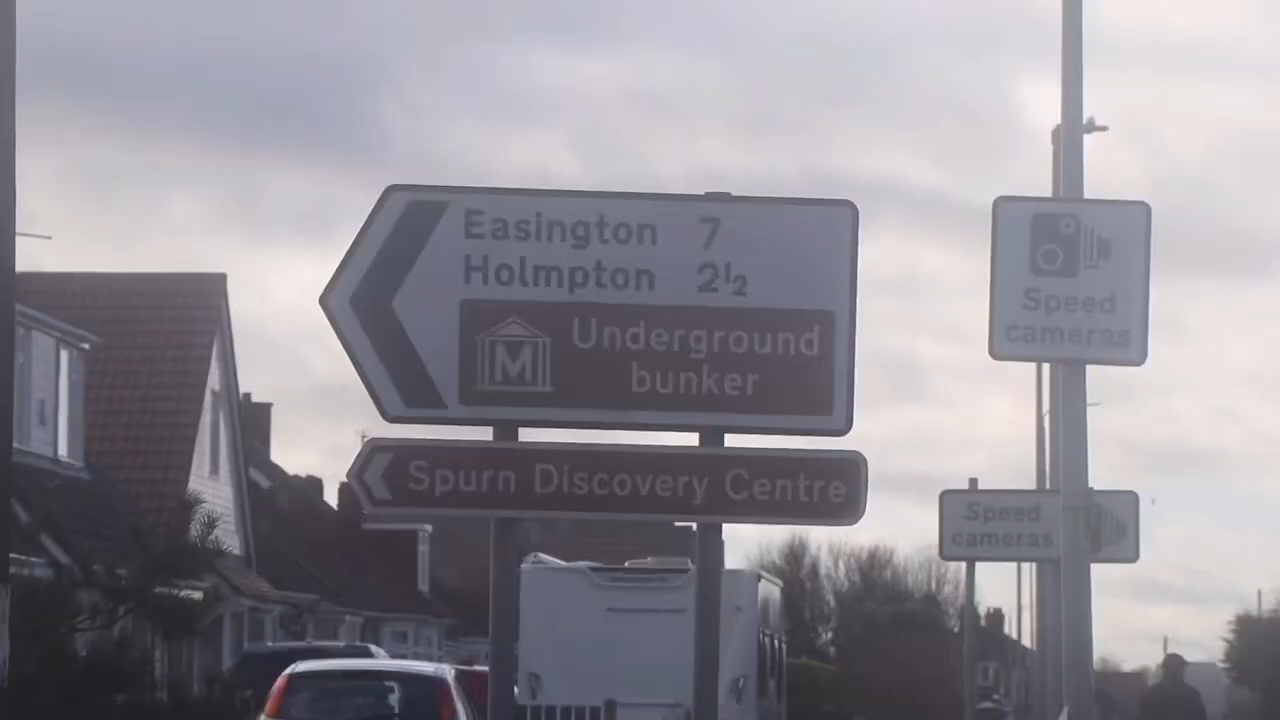 Easington 7
Holmpton 2½
M Underground
bunker
Spurn Discovery Centre
Speed
cameras
Speed
cameras